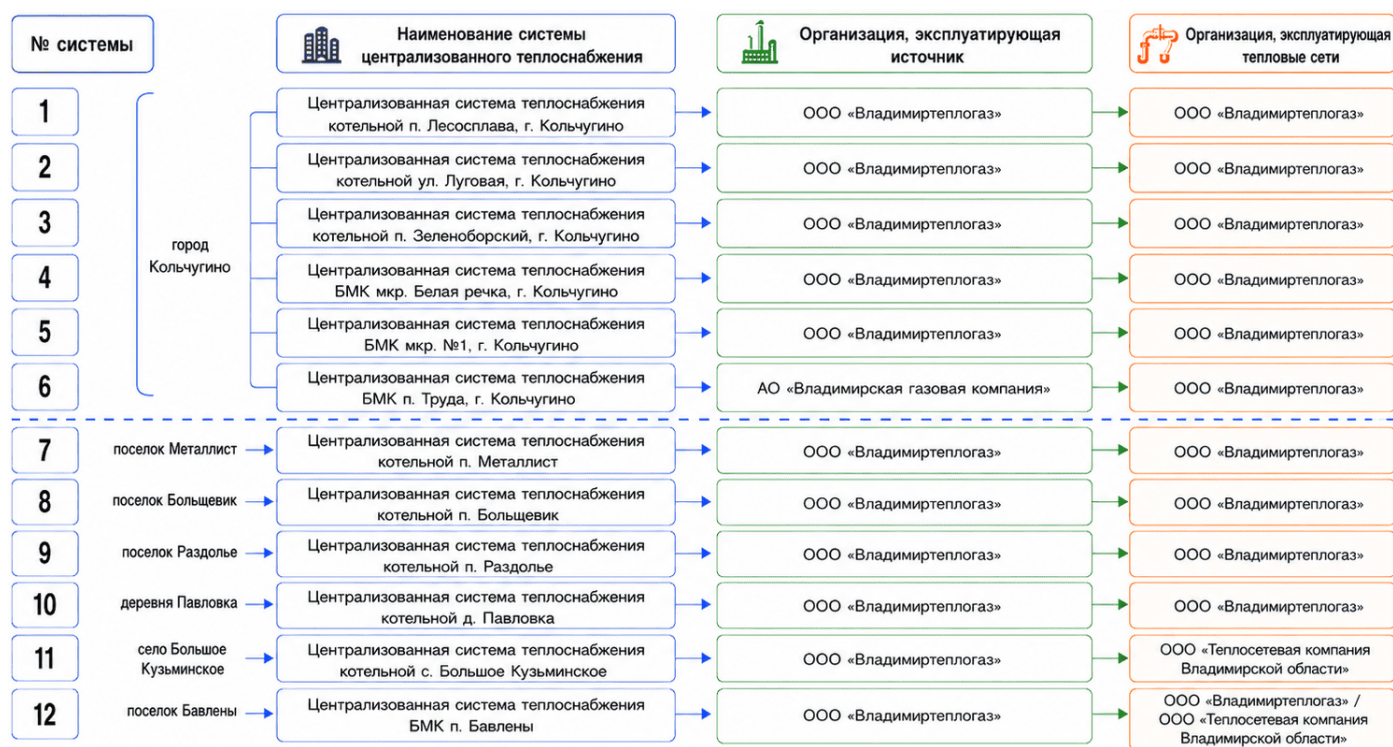 № системы
Наименование системы
централизованного теплоснабжения
Организация, эксплуатирующая
источник
Организация, эксплуатирующая
тепловые сети
город
Кольчугино
1
Централизованная система теплоснабжения
котельной п. Лесосплава, г. Кольчугино
ООО «Владимиртеплогаз»
ООО «Владимиртеплогаз»
2
Централизованная система теплоснабжения
котельной ул. Луговая, г. Кольчугино
ООО «Владимиртеплогаз»
ООО «Владимиртеплогаз»
3
Централизованная система теплоснабжения
котельной п. Зеленоборский, г. Кольчугино
ООО «Владимиртеплогаз»
ООО «Владимиртеплогаз»
4
Централизованная система теплоснабжения
БМК мкр. Белая речка, г. Кольчугино
ООО «Владимиртеплогаз»
ООО «Владимиртеплогаз»
5
Централизованная система теплоснабжения
БМК мкр. №1, г. Кольчугино
ООО «Владимиртеплогаз»
ООО «Владимиртеплогаз»
6
Централизованная система теплоснабжения
БМК п. Труда, г. Кольчугино
АО «Владимирская газовая компания»
ООО «Владимиртеплогаз»
7
поселок Металлист
Централизованная система теплоснабжения
котельной п. Металлист
ООО «Владимиртеплогаз»
ООО «Владимиртеплогаз»
8
поселок Больщевик
Централизованная система теплоснабжения
котельной п. Больщевик
ООО «Владимиртеплогаз»
ООО «Владимиртеплогаз»
9
поселок Раздолье
Централизованная система теплоснабжения
котельной п. Раздолье
ООО «Владимиртеплогаз»
ООО «Владимиртеплогаз»
10
деревня Павловка
Централизованная система теплоснабжения
котельной д. Павловка
ООО «Владимиртеплогаз»
ООО «Владимиртеплогаз»
11
село Большое
Кузьминское
Централизованная система теплоснабжения
котельной с. Большое Кузьминское
ООО «Владимиртеплогаз»
ООО «Теплосетевая компания
Владимирской области»
12
поселок Бавлены
Централизованная система теплоснабжения
БМК п. Бавлены
ООО «Владимиртеплогаз»
ООО «Владимиртеплогаз» /
ООО «Теплосетевая компания
Владимирской области»